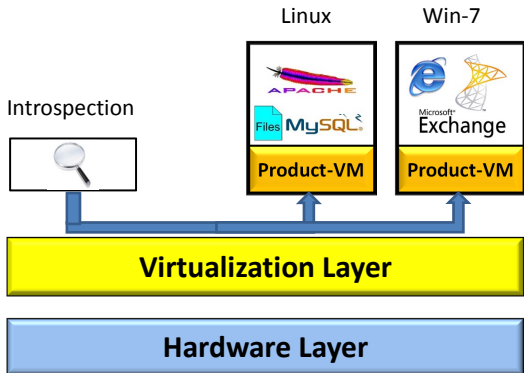 Linux
Win-7
Introspection
APACHE
Files
MySQL®
Microsoft®
Exchange
Product-VM
Product-VM
Virtualization Layer
Hardware Layer